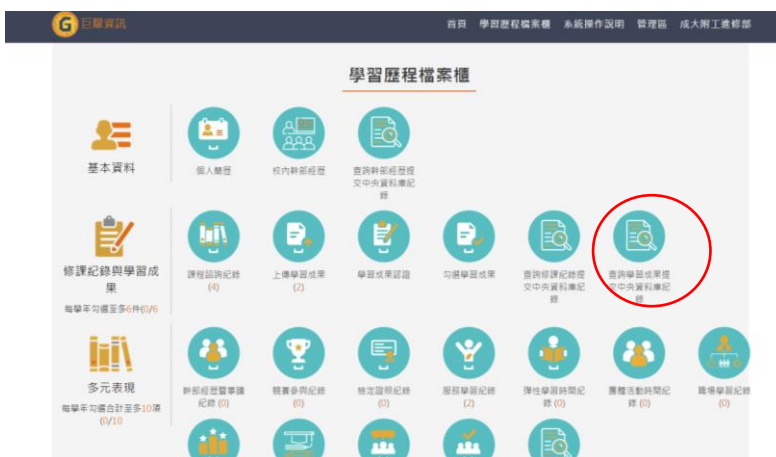 G 巨耀資訊
首頁 學習歷程檔案櫃 系統操作說明 管理區 成大附工進修部
學習歷程檔案櫃
基本資料
個人簡歷
校內幹部經歷
查詢幹部經歷提
交中央資料庫紀
錄
修課紀錄與學習成
果
每學年勾選至多6件(0/6
課程諮詢紀錄
(4)
上傳學習成果
(2)
學習成果認證
勾選學習成果
查詢修課紀錄提
交中央資料庫紀
錄
查詢學習成果提
交中央資料庫紀
錄
多元表現
每學年勾選合計至多10項
(0/10
幹部經歷暨事蹟
紀錄 (0)
競賽參與紀錄
(0)
檢定證照紀錄
(0)
服務學習紀錄
(2)
彈性學習時間紀
錄 (0)
團體活動時間紀
錄 (0)
職場學習紀錄
(0)